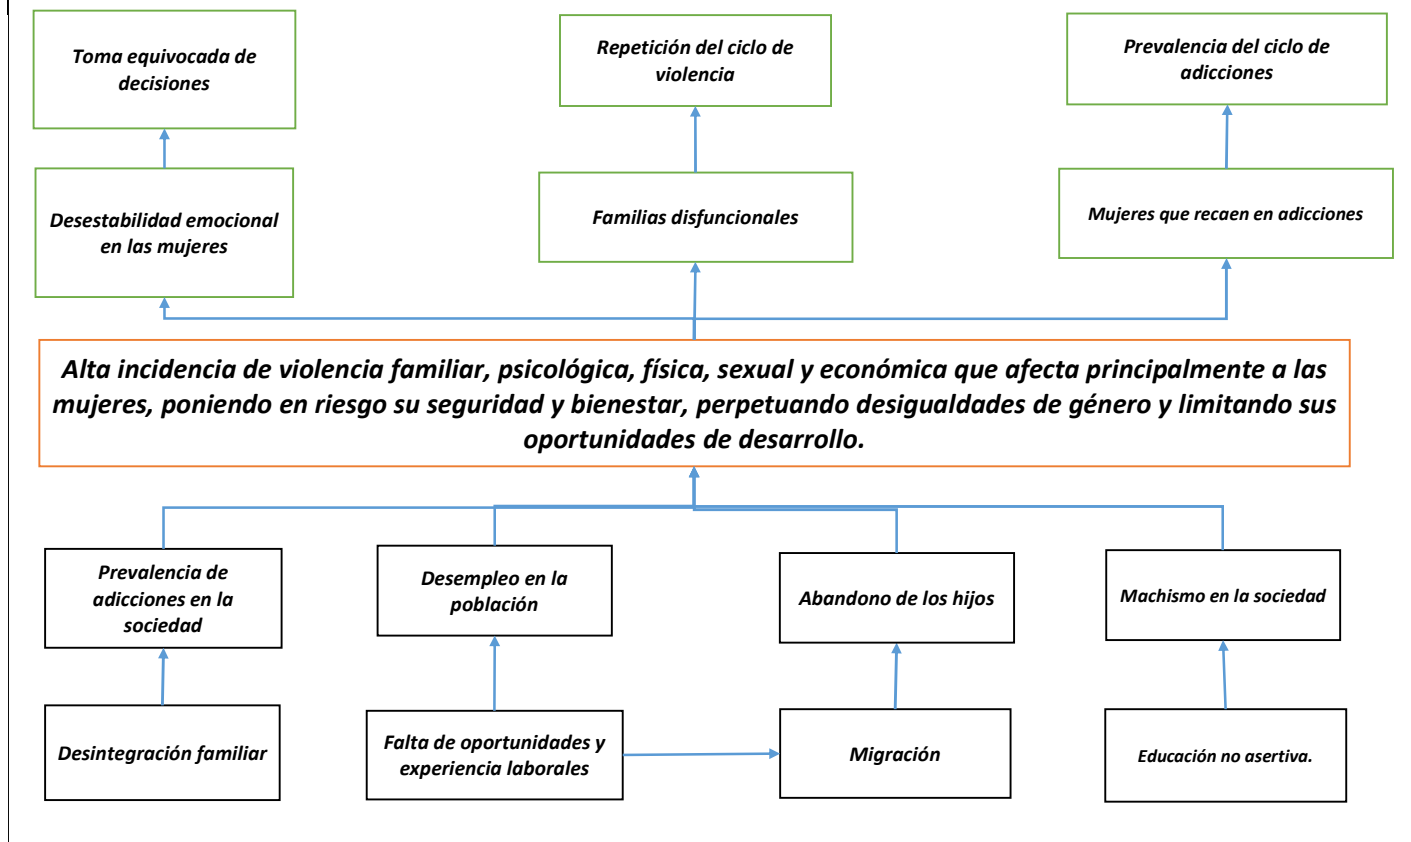 Toma equivocada de
decisiones
Repetición del ciclo de
violencia
Prevalencia del ciclo de
adicciones
Desestabilidad emocional
en las mujeres
Familias disfuncionales
Mujeres que recaen en adicciones
Alta incidencia de violencia familiar, psicológica, física, sexual y económica que afecta principalmente a las
mujeres, poniendo en riesgo su seguridad y bienestar, perpetuando desigualdades de género y limitando sus
oportunidades de desarrollo.
Prevalencia de
adicciones en la
sociedad
Desempleo en la
población
Abandono de los hijos
Machismo en la sociedad
Desintegración familiar
Falta de oportunidades y
experiencia laborales
Migración
Educación no asertiva.